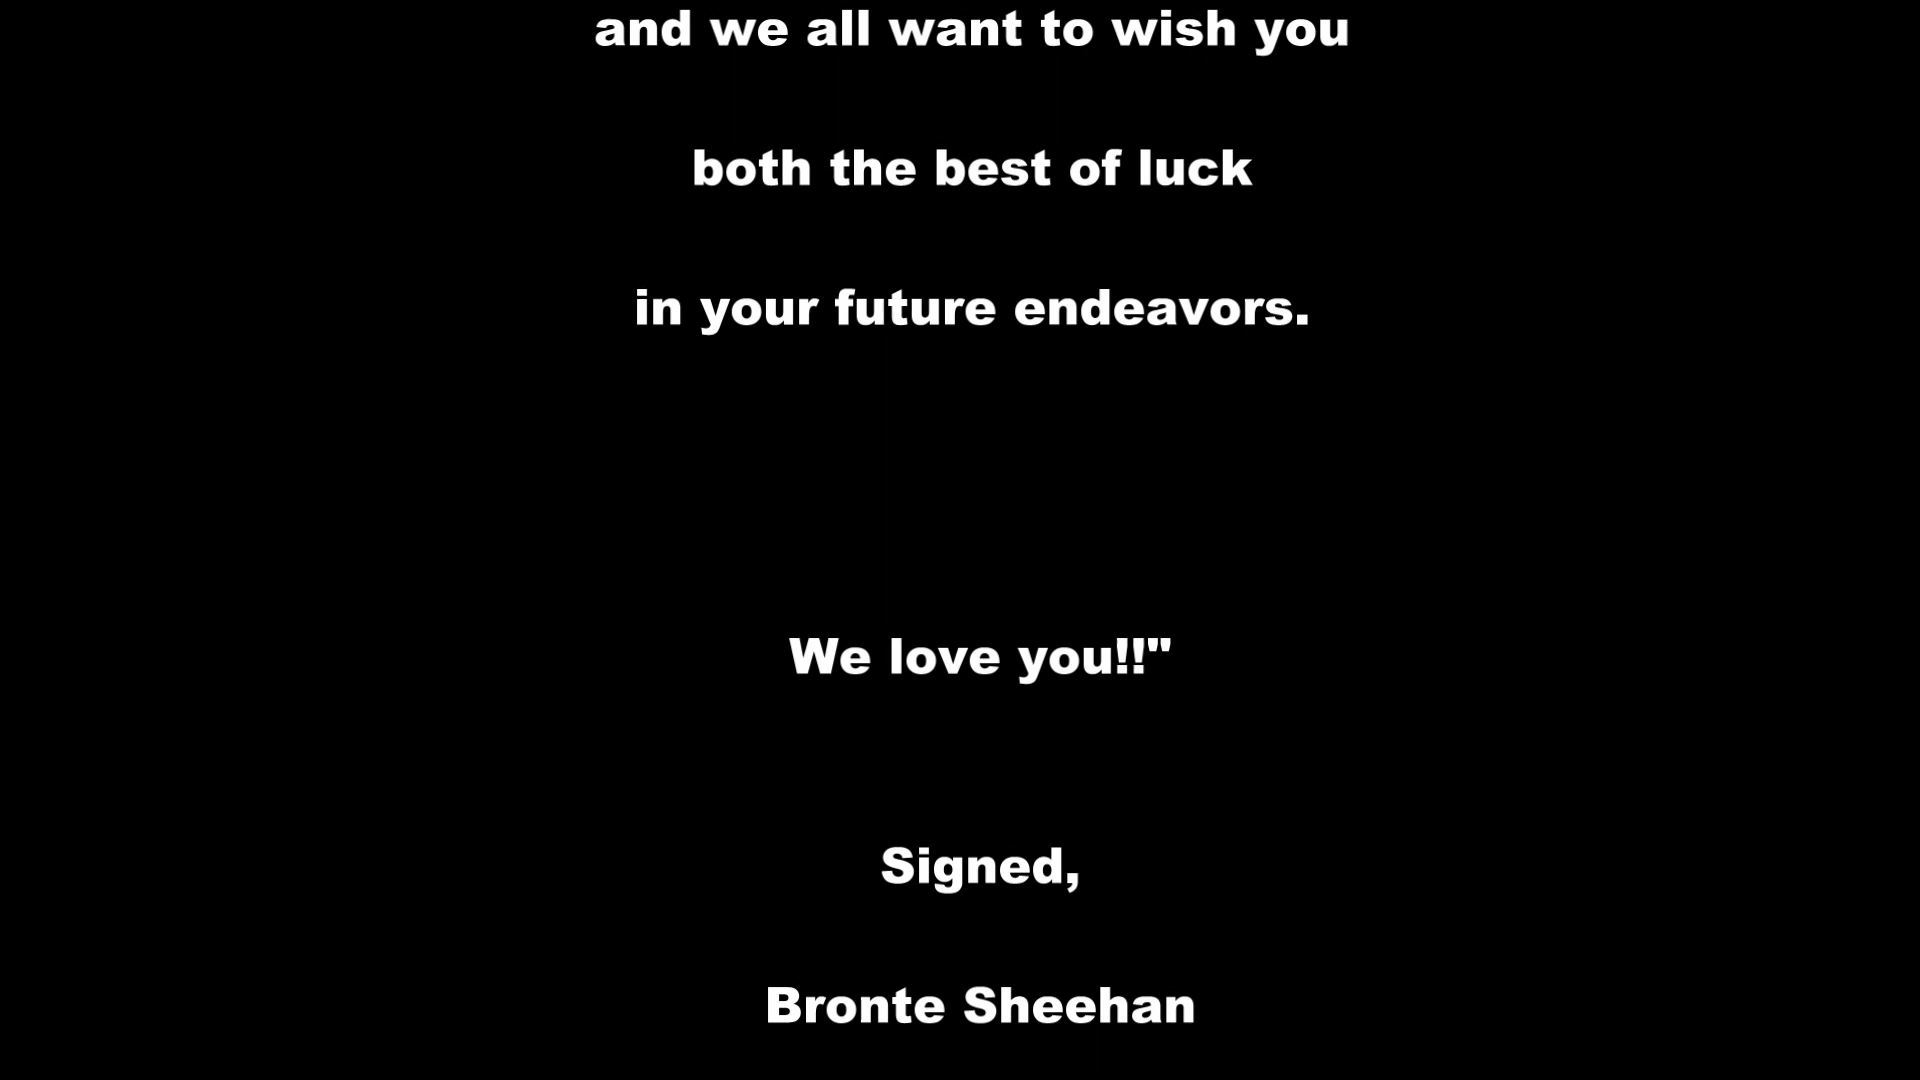 and we all want to wish you
both the best of luck
in your future endeavors.
We love you!!"
Signed,
Bronte Sheehan